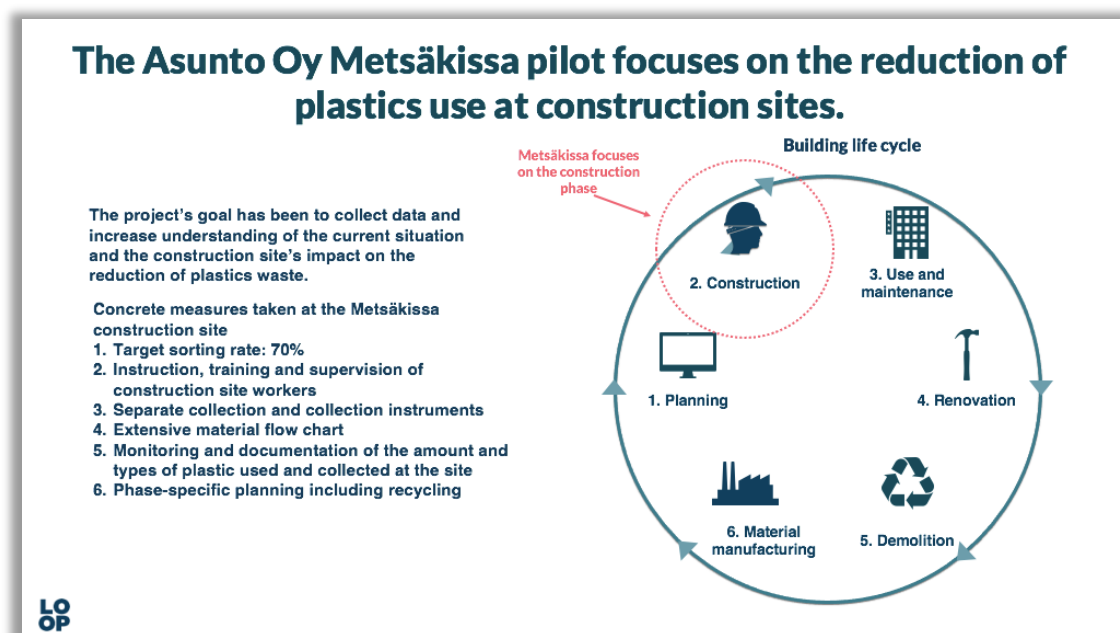 The Asunto Oy Metsäkissa pilot focuses on the reduction of
plastics use at construction sites.
Building life cycle
Metsäkissa focuses
on the construction
phase
The project's goal has been to collect data and
increase understanding of the current situation
and the construction site's impact on the
reduction of plastics waste.
Concrete measures taken at the Metsäkissa
construction site
1. Target sorting rate: 70%
2. Instruction, training and supervision of
construction site workers
3. Separate collection and collection instruments
4. Extensive material flow chart
5. Monitoring and documentation of the amount and
types of plastic used and collected at the site
6. Phase-specific planning including recycling
2. Construction
3. Use and
maintenance
1. Planning
4. Renovation
6. Material
manufacturing
5. Demolition
LO
OP